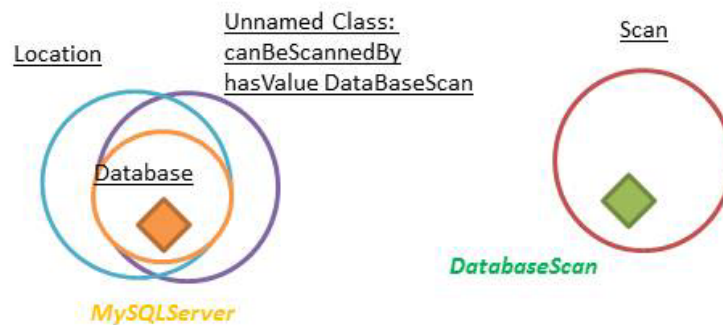 Unnamed Class:
canBeScannedBy
hasValue DataBaseScan
Location
Scan
Database
DatabaseScan
MySQLServer